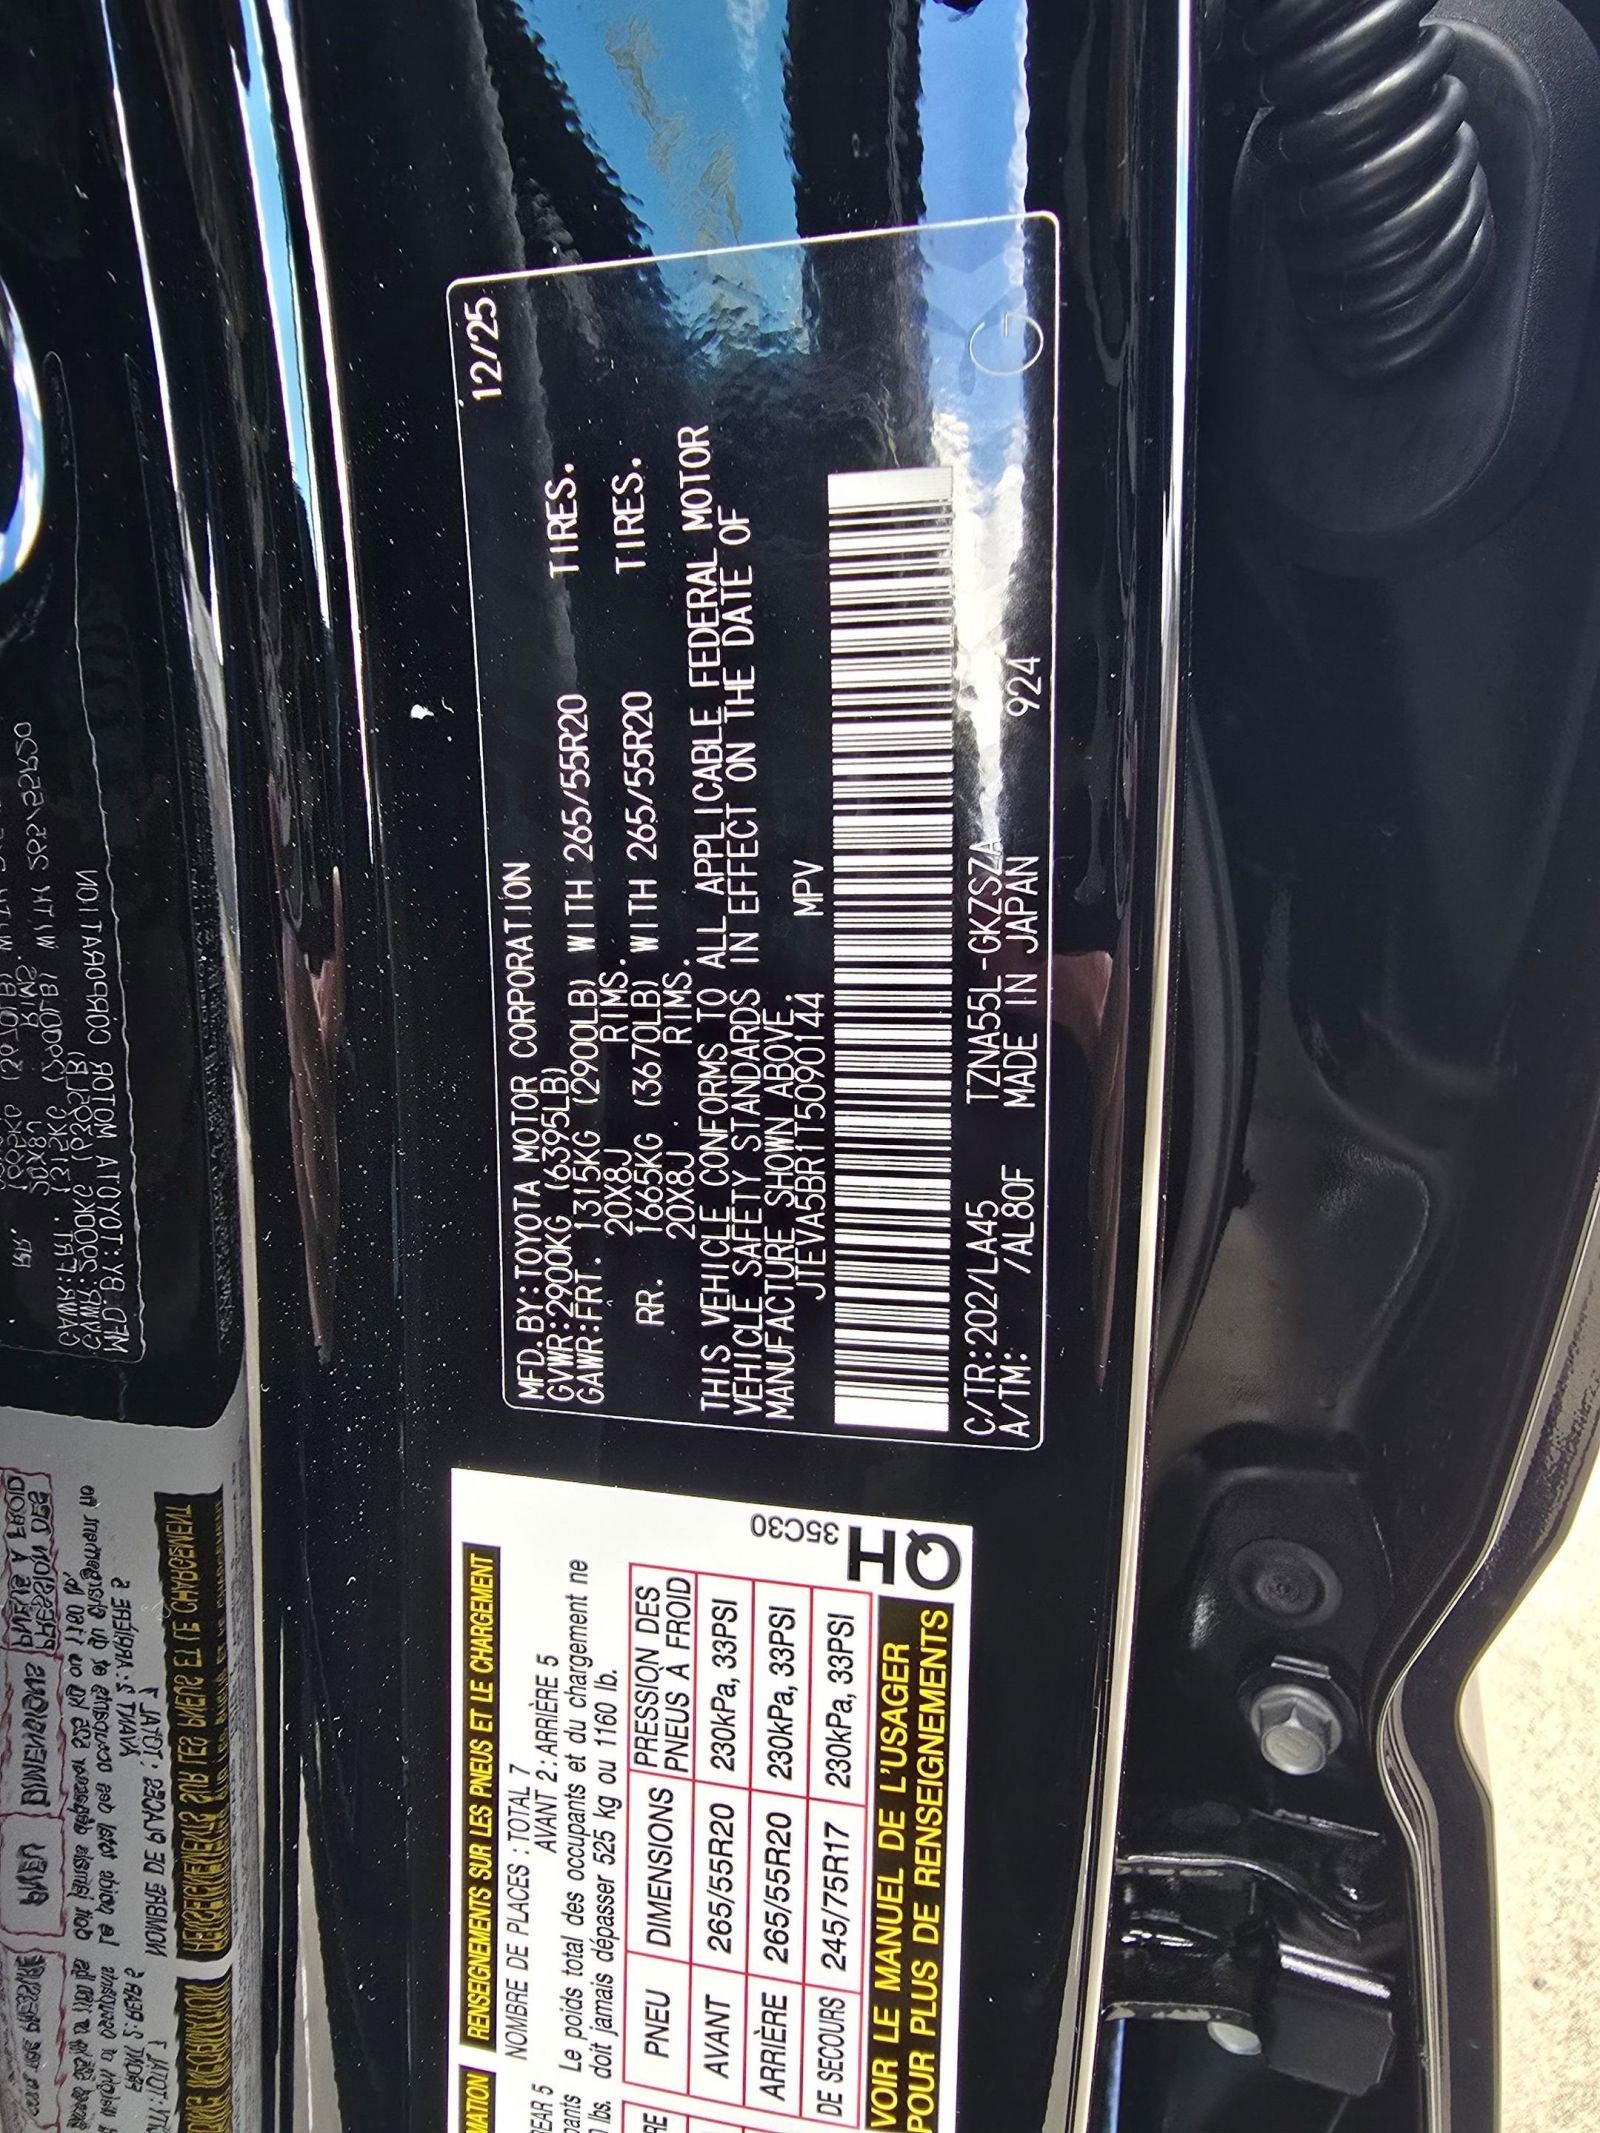 12/25
MFD. BY:TOYOTA MOTOR CORPORATION
GVWR:2900KG (6395LB)
GAWR:FRT. 1315KG (2900LB) WITH 265/55R20 TIRES.
20X8J RIMS.
RR. 1665KG (3670LB) WITH 265/55R20 TIRES.
20X8J RIMS.
THIS VEHICLE CONFORMS TO ALL APPLICABLE FEDERAL MOTOR
VEHICLE SAFETY STANDARDS IN EFFECT ON THE DATE OF
MANUFACTURE SHOWN ABOVE.
JTEVA5BR1T5090144 MPV
C/TR:202/LA45 TZNA55L-GKZSZA
A/TM: /AL80F MADE IN JAPAN 924
G
RENSEIGNEMENTS SUR LES PNEUS ET LE CHARGEMENT
NOMBRE DE PLACES : TOTAL 7
AVANT 2 : ARRIÈRE 5
Le poids total des occupants et du chargement ne
doit jamais dépasser 525 kg ou 1160 lb.
PNEU DIMENSIONS PRESSION DES
PNEUS À FROID
AVANT 265/55R20 230kPa, 33PSI
ARRIÈRE 265/55R20 230kPa, 33PSI
DE SECOURS 245/75R17 230kPa, 33PSI
VOIR LE MANUEL DE L'USAGER
POUR PLUS DE RENSEIGNEMENTS
35C30
QH